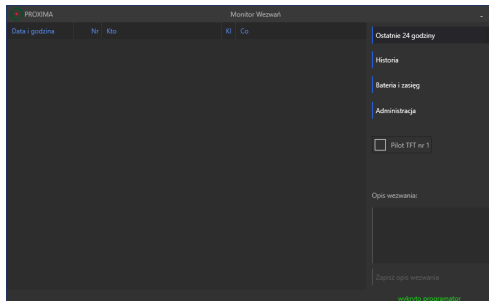 PROXIMA
Monitor Wezwań
Data i godzina Nr Kto Kl Co
Ostatnie 24 godziny
Historia
Bateria i zasięg
Administracja
Pilot TFT nr 1
Opis wezwania:
Zapisz opis wezwania
wykryto programator